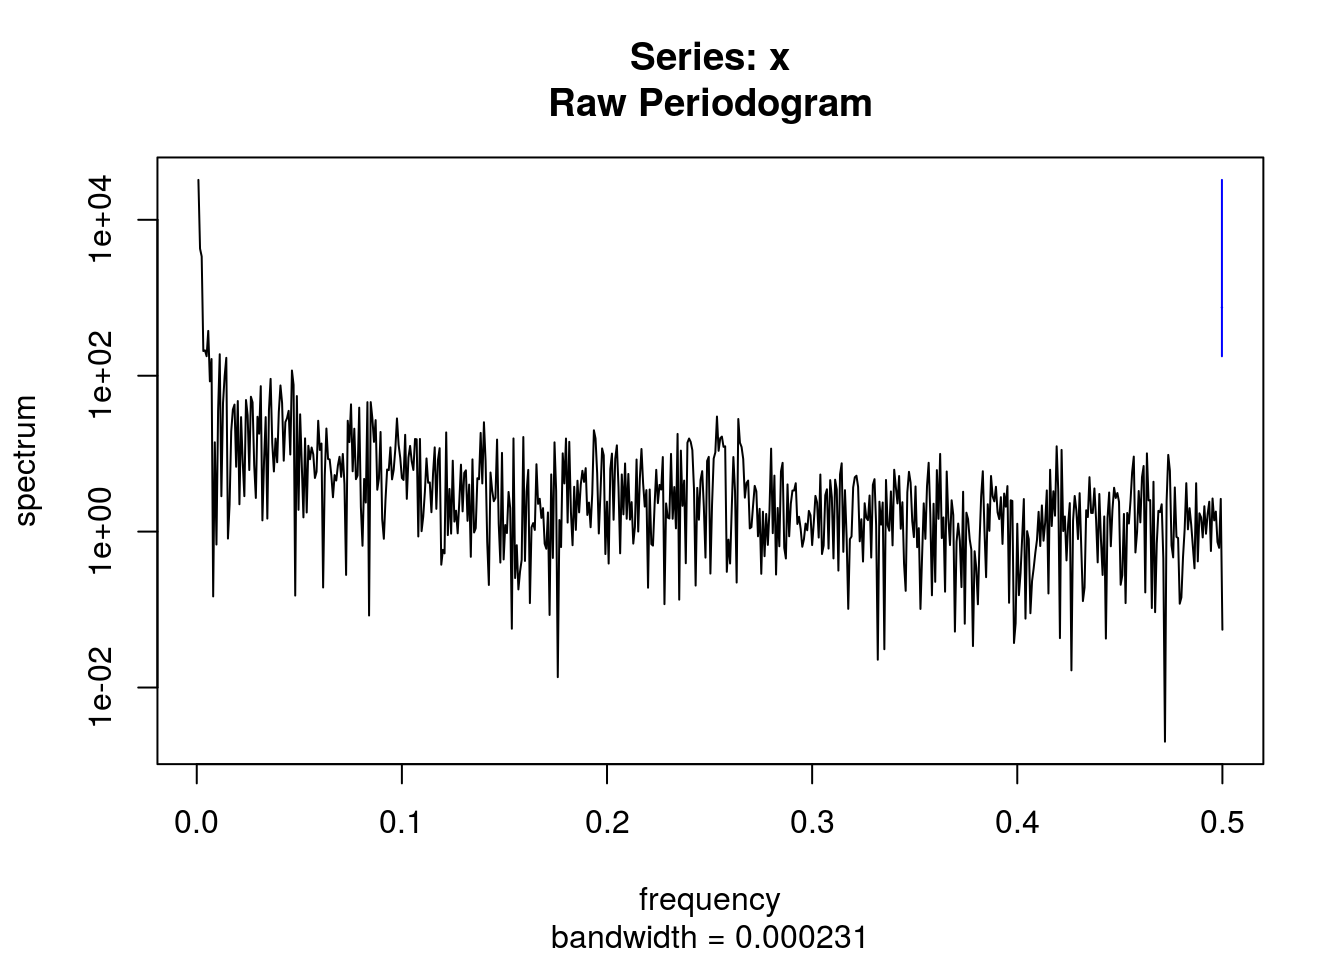 Series: x
Raw Periodogram
spectrum
1e+04
1e+02
1e+00
1e-02
0.0 0.1 0.2 0.3 0.4 0.5
frequency
bandwidth = 0.000231